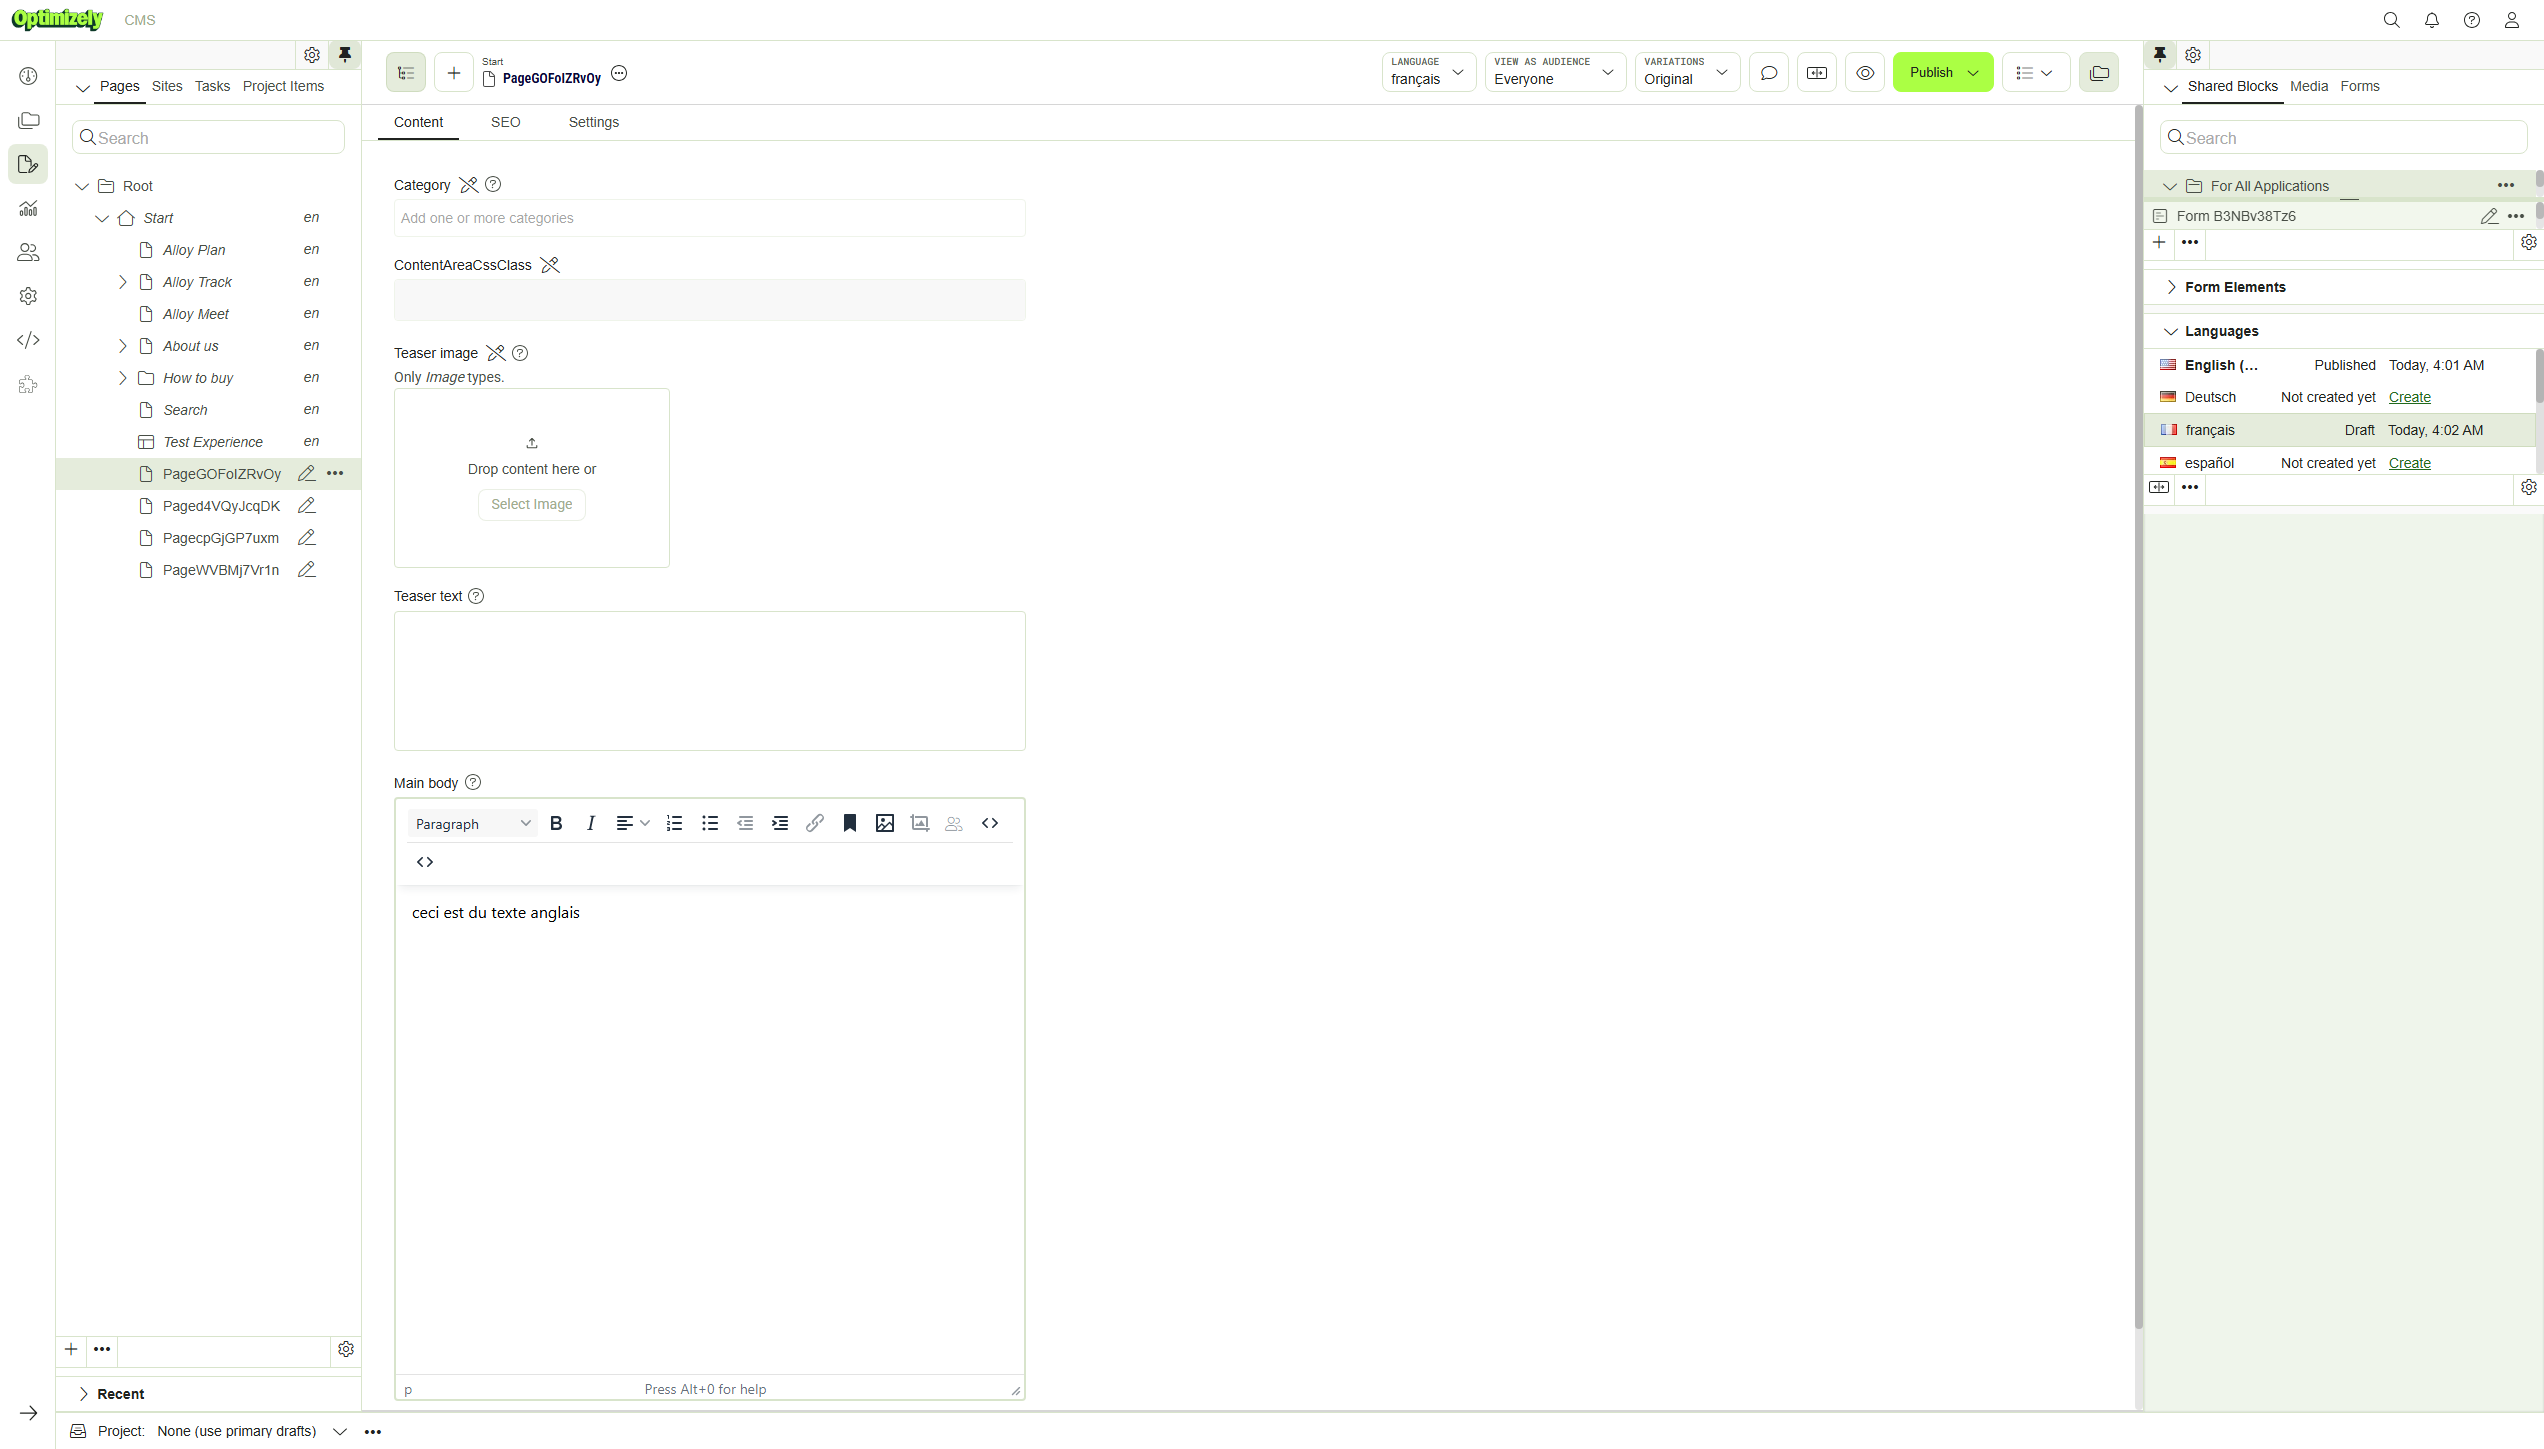 Optimizely CMS
Pages Sites Tasks Project Items
Search
Root
Start en
Alloy Plan en
Alloy Track en
Alloy Meet en
About us en
How to buy en
Search en
Test Experience en
PageGOFoIZRvOy
Paged4VQyJcqDK
PagecpGjGP7uxm
PageWVBMj7Vr1n
Recent
Project: None (use primary drafts)
Start
PageGOFoIZRvOy
LANGUAGE
français
VIEW AS AUDIENCE
Everyone
VARIATIONS
Original
Publish
Content SEO Settings
Category
Add one or more categories
ContentAreaCssClass
Teaser image
Only Image types.
Drop content here or
Select Image
Teaser text
Main body
Paragraph
ceci est du texte anglais
p Press Alt+0 for help
Shared Blocks Media Forms
Search
For All Applications
Form B3NBv38Tz6
Form Elements
Languages
English (... Published Today, 4:01 AM
Deutsch Not created yet Create
français Draft Today, 4:02 AM
español Not created yet Create